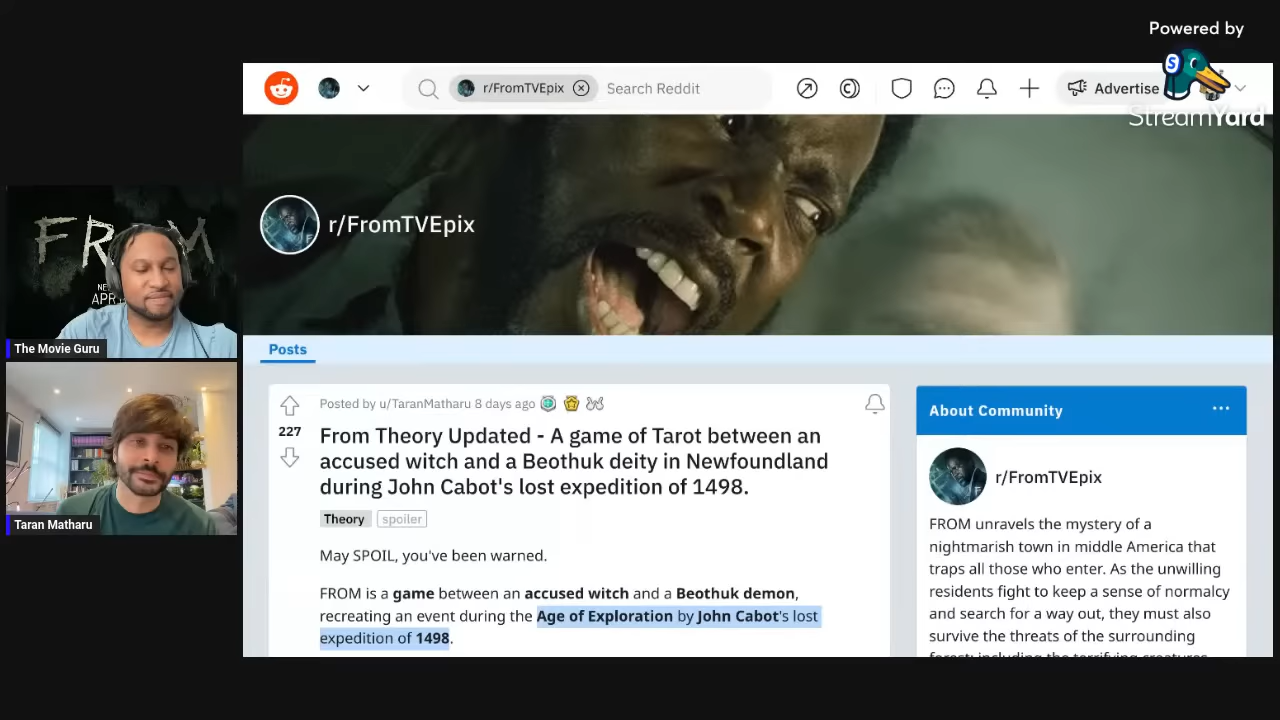 Powered by
StreamYard
r/FromTVEpix
Search Reddit
Advertise
r/FromTVEpix
FROM
The Movie Guru
Taran Matharu
Posts
Posted by u/TaranMatharu 8 days ago
227
From Theory Updated - A game of Tarot between an
accused witch and a Beothuk deity in Newfoundland
during John Cabot's lost expedition of 1498.
Theory
spoiler
May SPOIL, you've been warned.
FROM is a game between an accused witch and a Beothuk demon,
recreating an event during the Age of Exploration by John Cabot's lost
expedition of 1498.
About Community
r/FromTVEpix
FROM unravels the mystery of a
nightmarish town in middle America that
traps all those who enter. As the unwilling
residents fight to keep a sense of normalcy
and search for a way out, they must also
survive the threats of the surrounding
forest; including the terrifying creatures